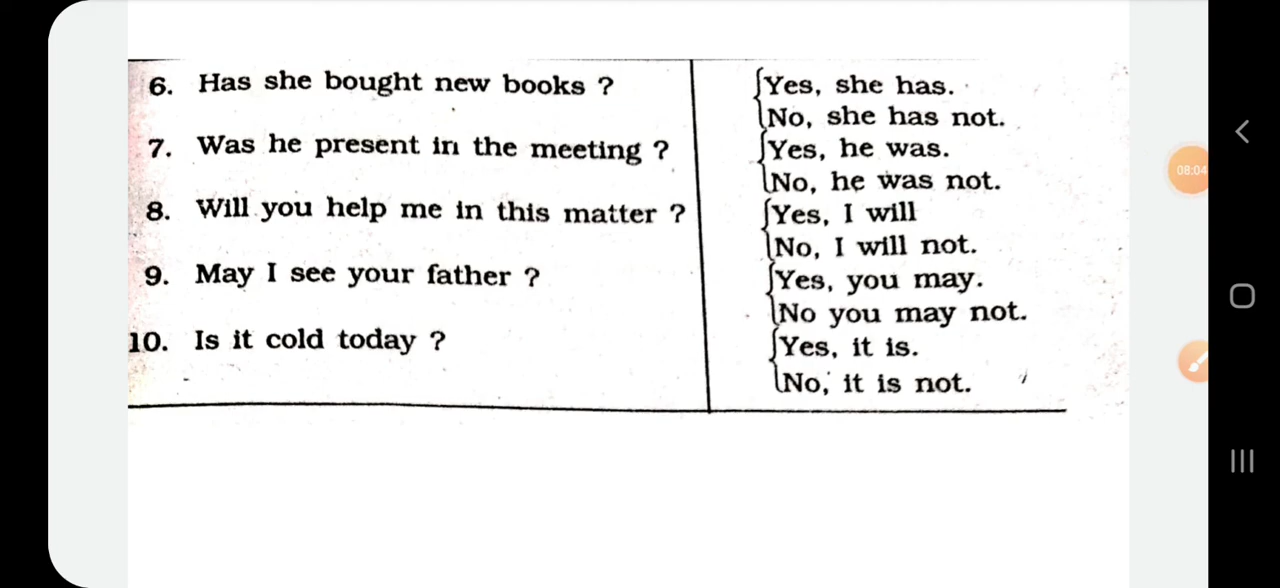 6. Has she bought new books ?
{Yes, she has.
No, she has not.
7. Was he present in the meeting ?
{Yes, he was.
No, he was not.
8. Will you help me in this matter ?
{Yes, I will
No, I will not.
9. May I see your father ?
{Yes, you may.
No you may not.
10. Is it cold today ?
{Yes, it is.
No, it is not.
08:04